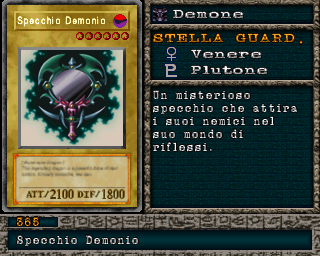 Specchio Demonio
ATT/2100 DIF/1800
Demone
STELLA GUARD.
Venere
Plutone
Un misterioso
specchio che attira
i suoi nemici nel
suo mondo di
riflessi.
365
Specchio Demonio